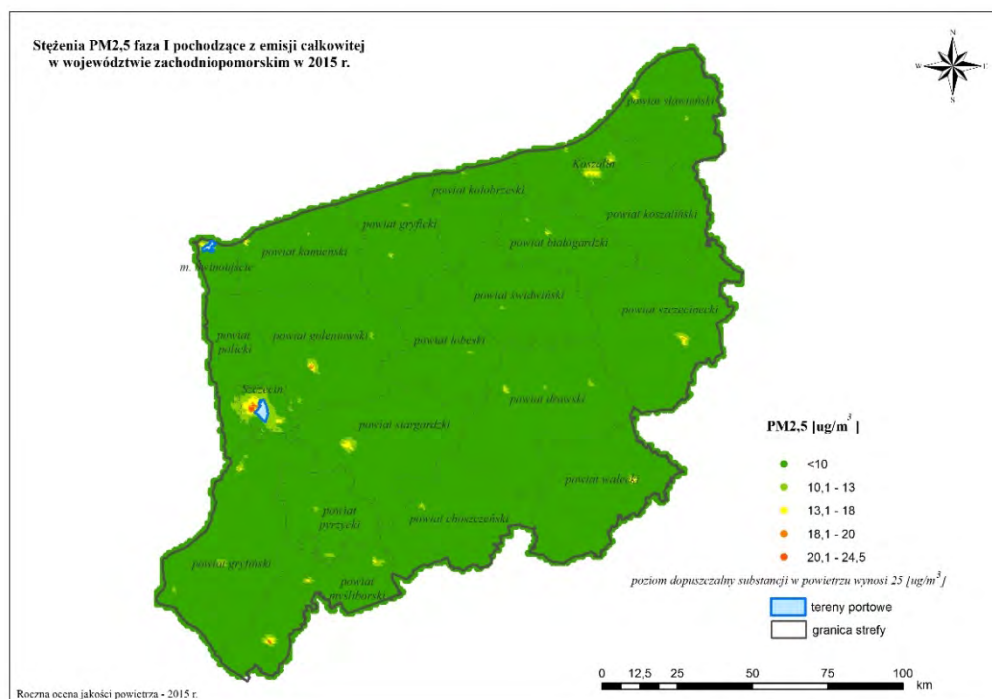 Stężenia PM2,5 faza I pochodzące z emisji całkowitej
w województwie zachodniopomorskim w 2015 r.
N
W
E
S
powiat sławieński
Koszalin
powiat kołobrzeski
powiat koszaliński
powiat gryficki
powiat białogardzki
powiat kamieński
m. Świnoujście
powiat świdwiński
powiat szczecinecki
powiat
policki
powiat goleniowski
powiat łobeski
Szczecin
powiat drawski
powiat stargardzki
PM2,5 [ug/m3 ]
<10
10,1 - 13
13,1 - 18
18,1 - 20
20,1 - 24,5
powiat wałecki
powiat
pyrzycki
powiat choszczeński
powiat gryfiński
powiat
myśliborski
poziom dopuszczalny substancji w powietrzu wynosi 25 [ug/m3]
tereny portowe
granica strefy
0 12,5 25 50 75 100
km
Roczna ocena jakości powietrza - 2015 r.